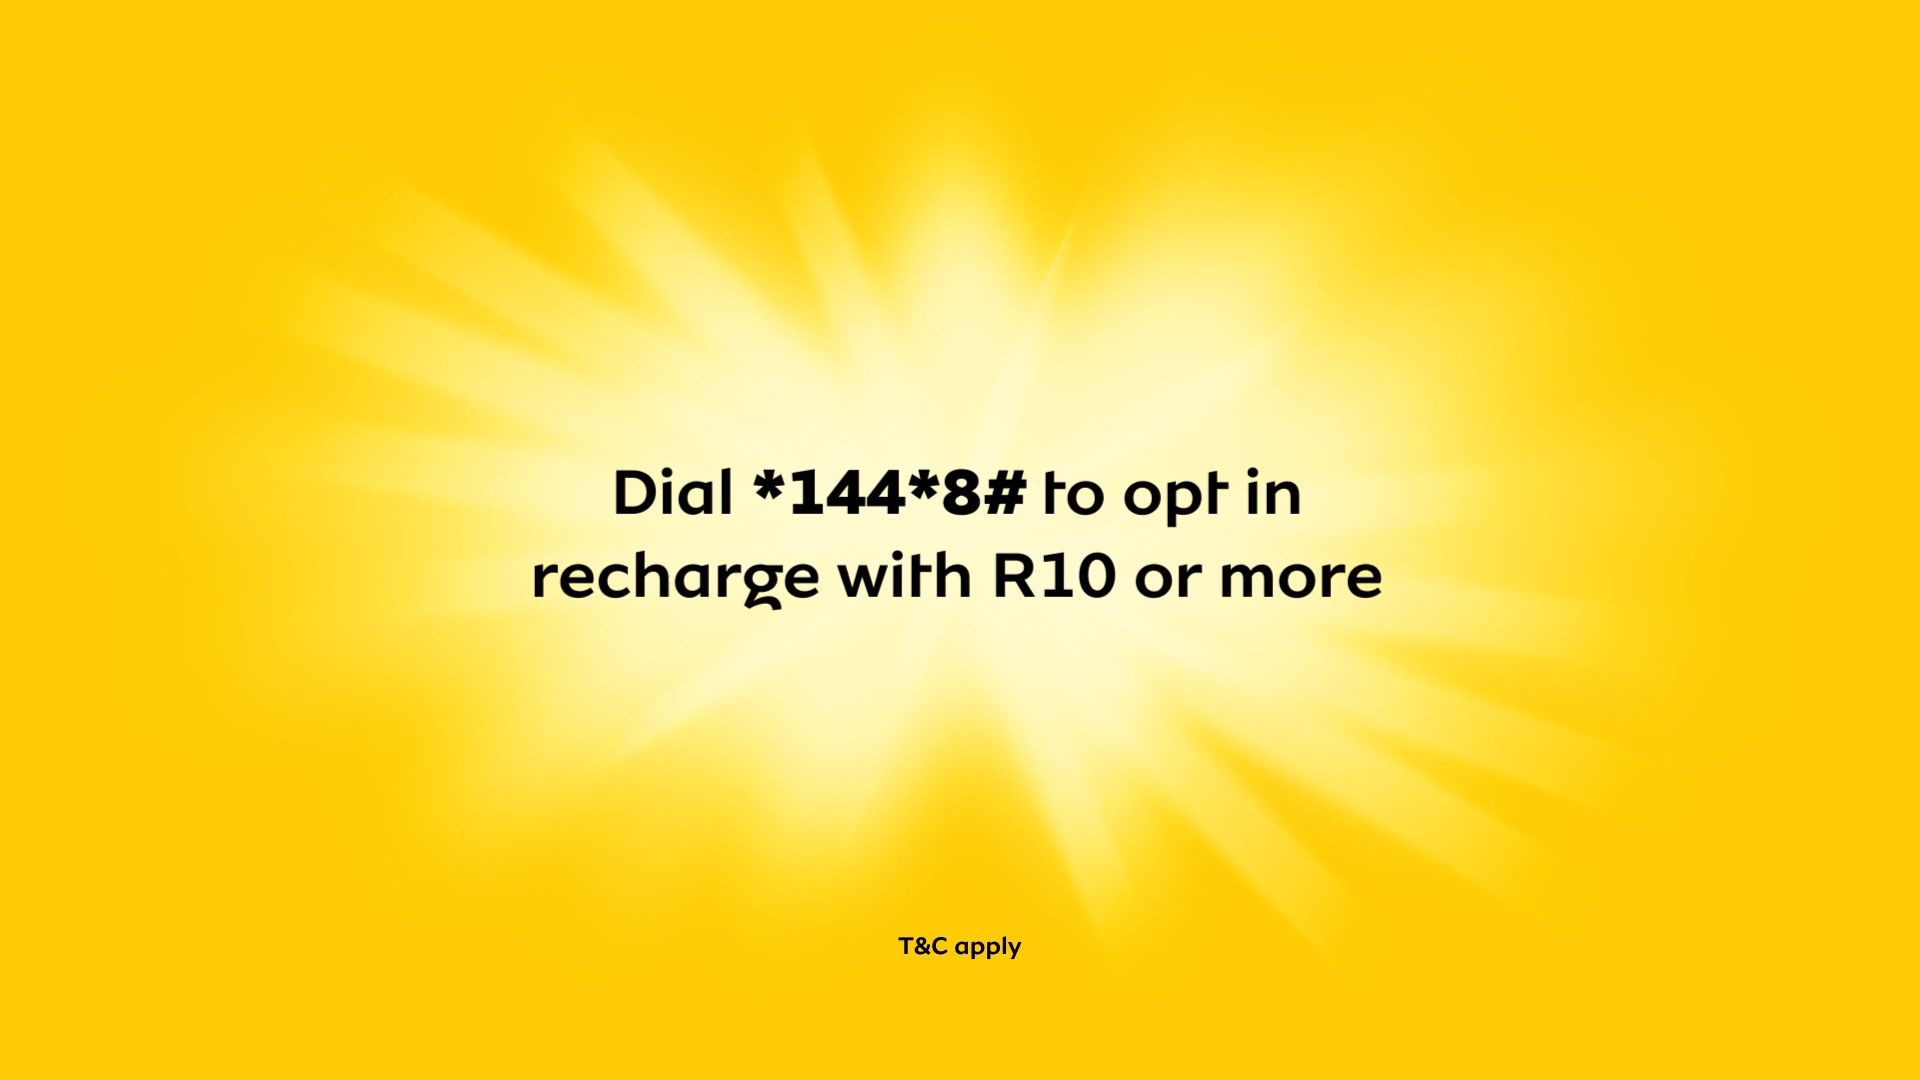 Dial *144*8# to opt in
recharge with R10 or more
T&C apply